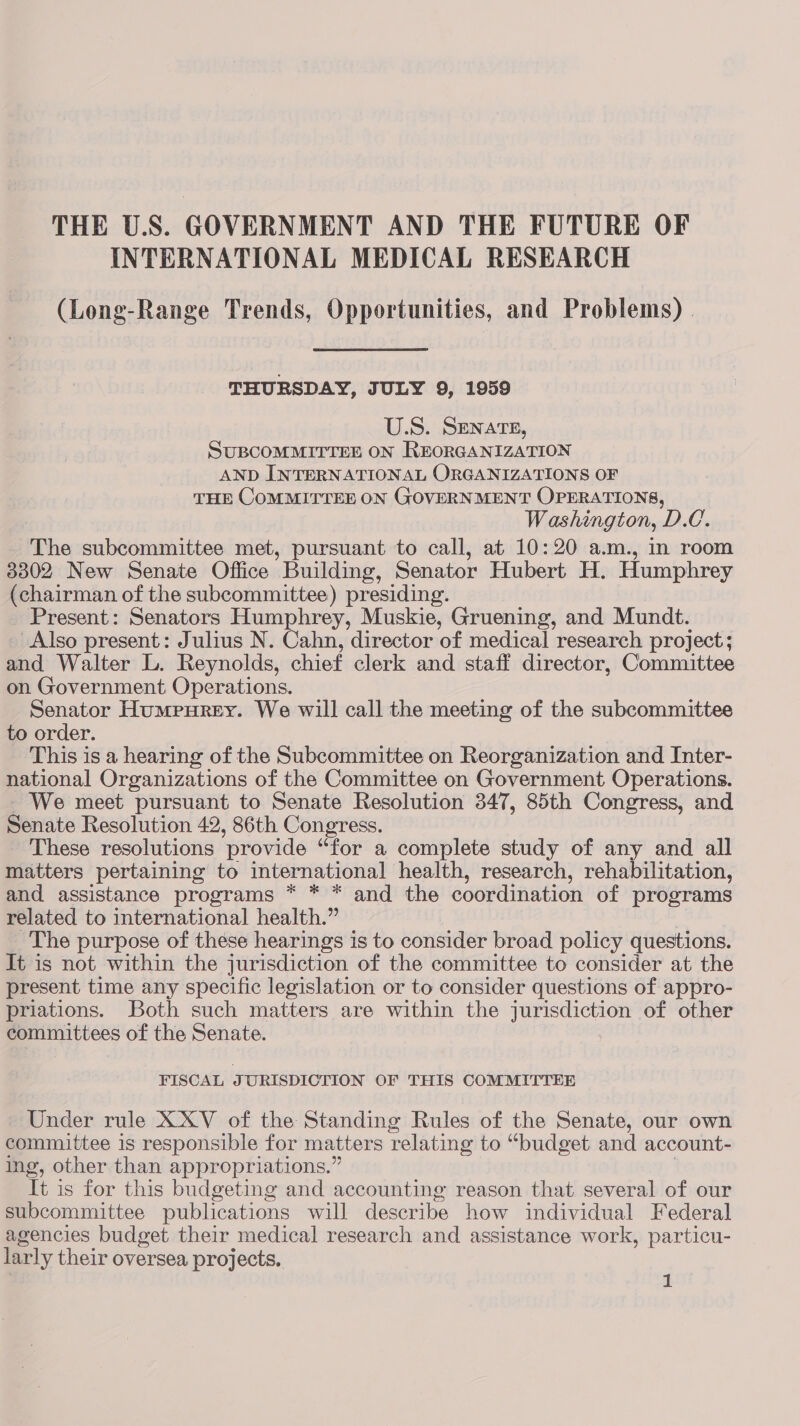 THE U.S. GOVERNMENT AND THE FUTURE OF
INTERNATIONAL MEDICAL RESEARCH
(Long-Range Trends, Opportunities, and Problems)
THURSDAY, JULY 9, 1959
U.S. SENATE,
SUBCOMMITTEE ON REORGANIZATION
AND INTERNATIONAL ORGANIZATIONS OF
THE COMMITTEE ON GOVERNMENT OPERATIONS,
Washington, D.C.
The subcommittee met, pursuant to call, at 10:20 a.m., in room
3302 New Senate Office Building, Senator Hubert H. Humphrey
(chairman of the subcommittee) presiding.
Present: Senators Humphrey, Muskie, Gruening, and Mundt.
Also present: Julius N. Cahn, director of medical research project;
and Walter L. Reynolds, chief clerk and staff director, Committee
on Government Operations.
Senator HUMPHREY. We will call the meeting of the subcommittee
to order.
This is a hearing of the Subcommittee on Reorganization and Inter-
national Organizations of the Committee on Government Operations.
We meet pursuant to Senate Resolution 347, 85th Congress, and
Senate Resolution 42, 86th Congress.
These resolutions provide “for a complete study of any and all
matters pertaining to international health, research, rehabilitation,
and assistance programs * * * and the coordination of programs
related to international health.”
The purpose of these hearings is to consider broad policy questions.
It is not within the jurisdiction of the committee to consider at the
present time any specific legislation or to consider questions of appro-
priations. Both such matters are within the jurisdiction of other
committees of the Senate.
FISCAL JURISDICTION OF THIS COMMITTEE
Under rule XXV of the Standing Rules of the Senate, our own
committee is responsible for matters relating to “budget and account-
ing, other than appropriations.”
It is for this budgeting and accounting reason that several of our
subcommittee publications will describe how individual Federal
agencies budget their medical research and assistance work, particu-
larly their oversea projects.
1